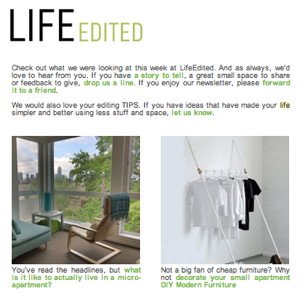 LIFE EDITED
Check out what we were looking at this week at LifeEdited. And as always, we'd
love to hear from you. If you have a story to tell, a great small space to share
or feedback to give, drop us a line. If you enjoy our newsletter, please forward
it to a friend.
We would also love your editing TIPS. If you have ideas that have made your life
simpler and better using less stuff and space, let us know.
You've read the headlines, but what
is it like to actually live in a micro-
apartment?
Not a big fan of cheap furniture? Why
not decorate your small apartment
DIY Modern Furniture